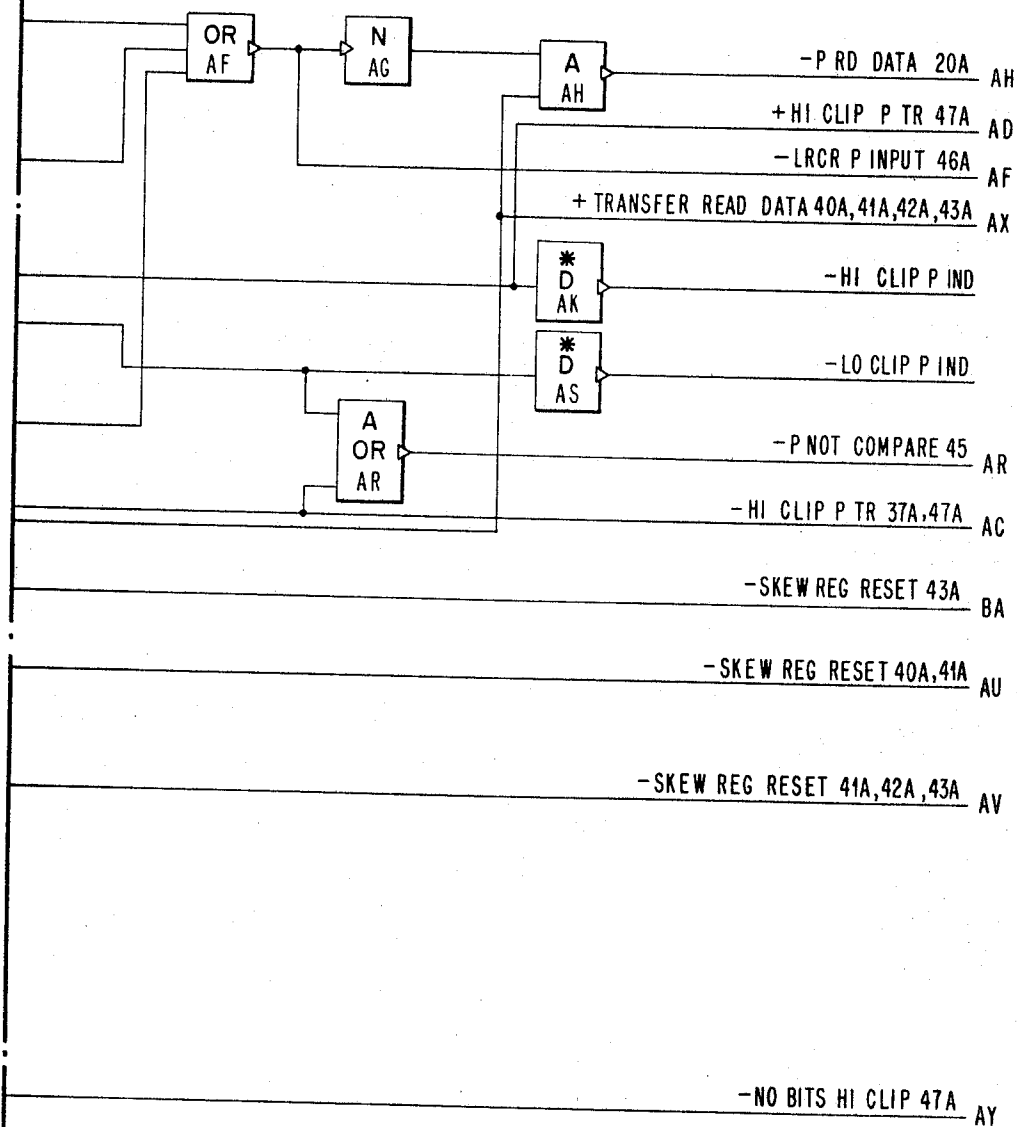 OR
AF
N
AG
A
AH
-P RD DATA 20A AH
+HI CLIP P TR 47A AD
-LRCR P INPUT 46A AF
+TRANSFER READ DATA 40A,41A,42A,43A AX
*
D
AK
-HI CLIP P IND
*
D
AS
-LO CLIP P IND
A
OR
AR
-P NOT COMPARE 45 AR
-HI CLIP P TR 37A,47A AC
-SKEW REG RESET 43A BA
-SKEW REG RESET 40A,41A AU
-SKEW REG RESET 41A,42A,43A AV
-NO BITS HI CLIP 47A AY